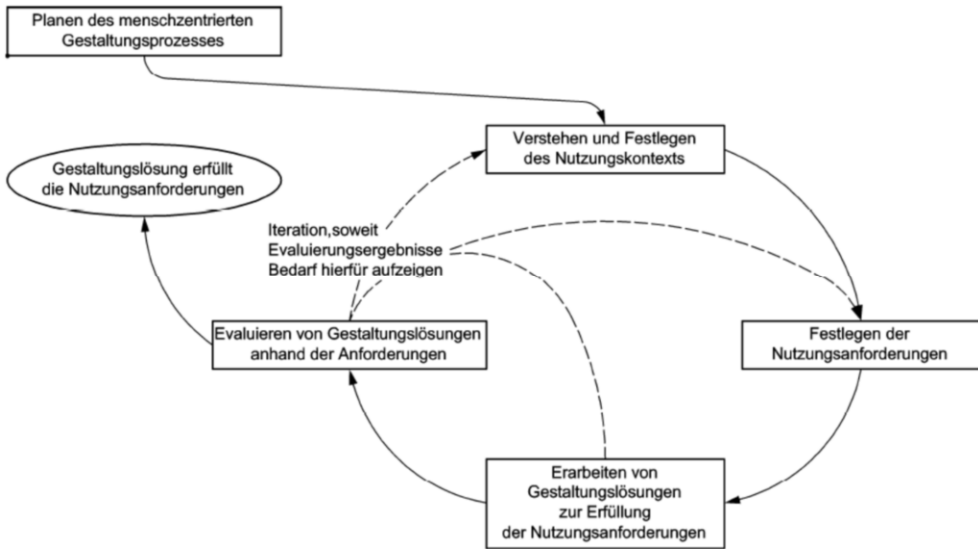 Planen des menschzentrierten
Gestaltungsprozesses
Verstehen und Festlegen
des Nutzungskontexts
Gestaltungslösung erfüllt
die Nutzungsanforderungen
Iteration,soweit
Evaluierungsergebnisse
Bedarf hierfür aufzeigen
Evaluieren von Gestaltungslösungen
anhand der Anforderungen
Festlegen der
Nutzungsanforderungen
Erarbeiten von
Gestaltungslösungen
zur Erfüllung
der Nutzungsanforderungen